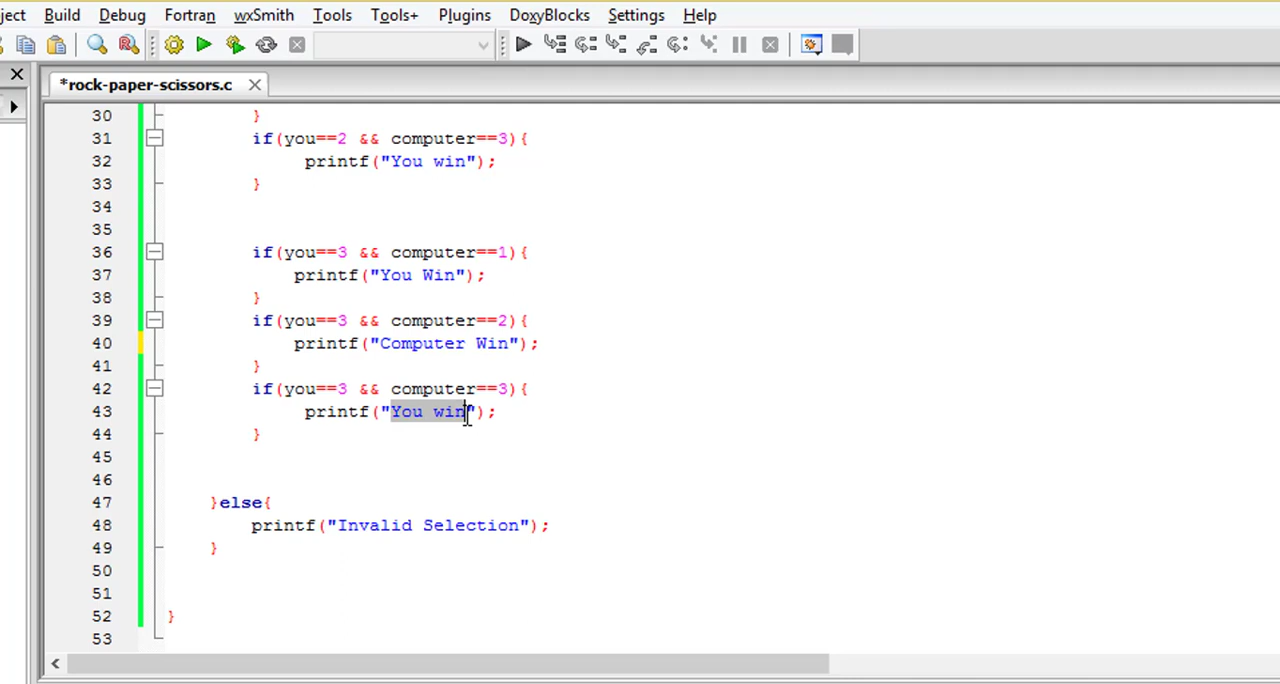 ject Build Debug Fortran wxSmith Tools Tools+ Plugins DoxyBlocks Settings Help
*rock-paper-scissors.c
30 }
31 if(you==2 && computer==3){
32 printf("You win");
33 }
34
35
36 if(you==3 && computer==1){
37 printf("You Win");
38 }
39 if(you==3 && computer==2){
40 printf("Computer Win");
41 }
42 if(you==3 && computer==3){
43 printf("You win");
44 }
45
46
47 }else{
48 printf("Invalid Selection");
49 }
50
51
52 }
53